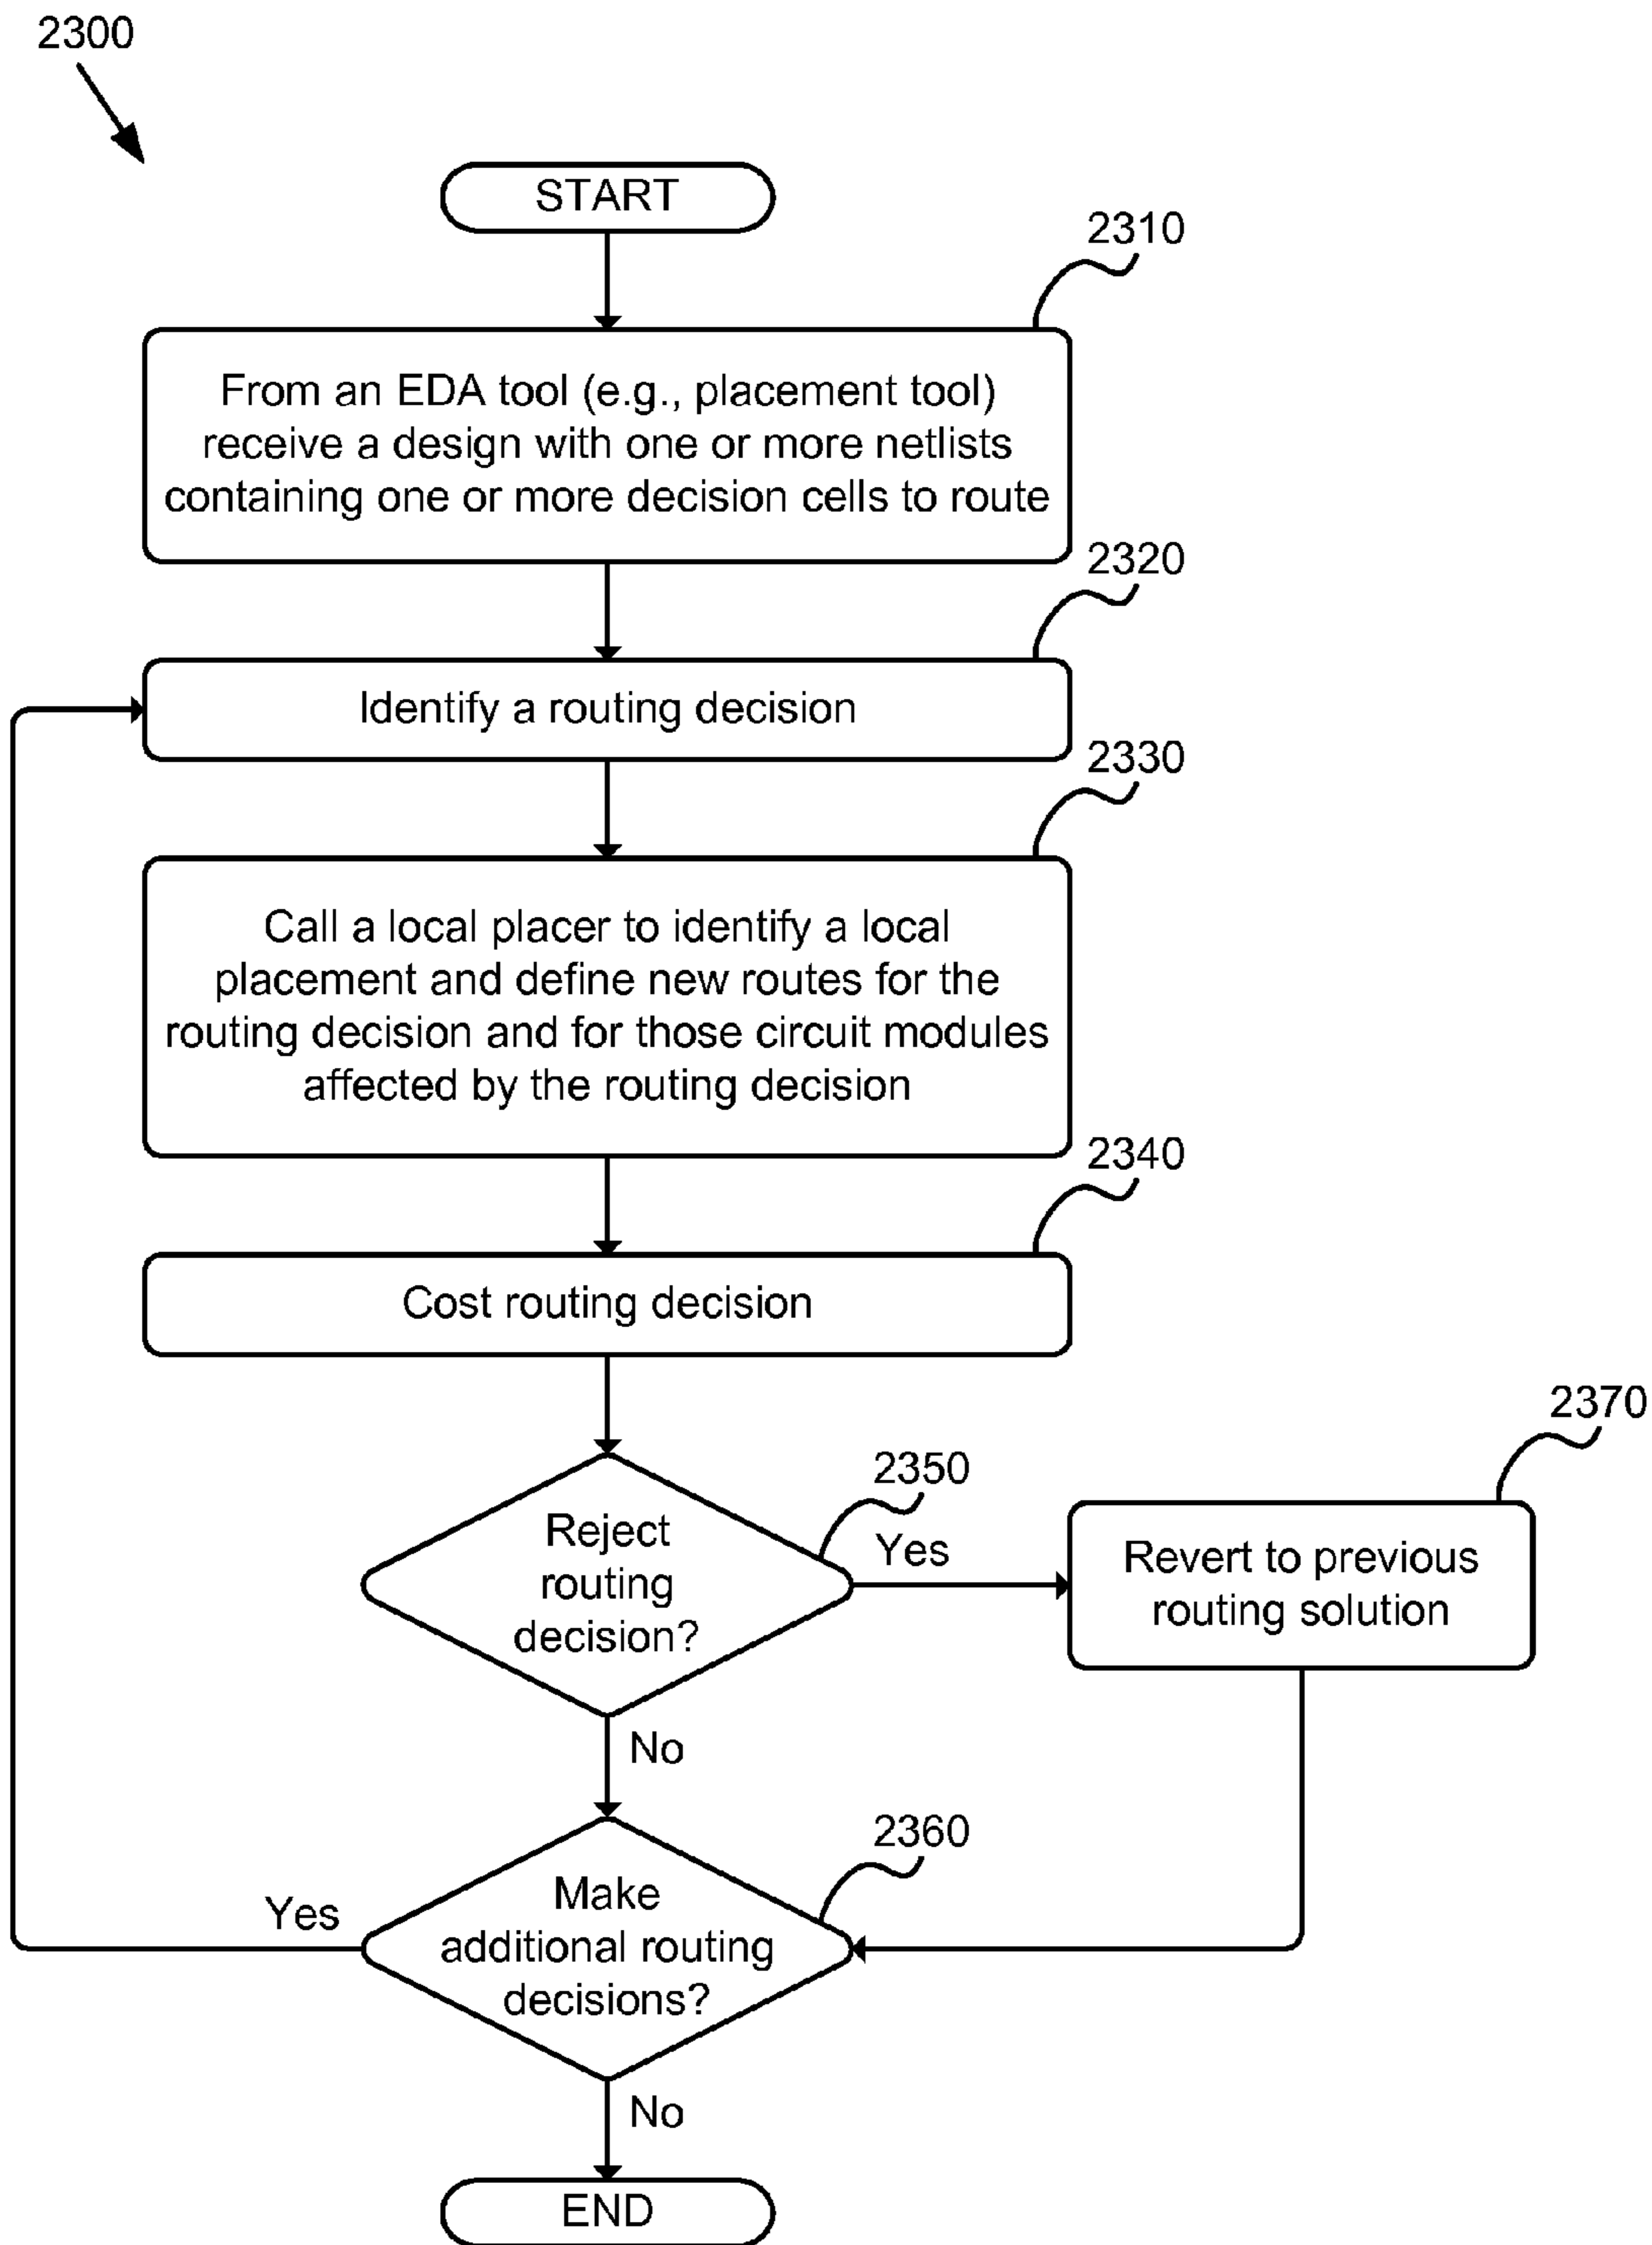 2300
START
2310
From an EDA tool (e.g., placement tool)
receive a design with one or more netlists
containing one or more decision cells to route
2320
Identify a routing decision
2330
Call a local placer to identify a local
placement and define new routes for the
routing decision and for those circuit modules
affected by the routing decision
2340
Cost routing decision
2350
Reject
routing
decision?
Yes
2370
Revert to previous
routing solution
No
2360
Make
additional routing
decisions?
Yes
No
END